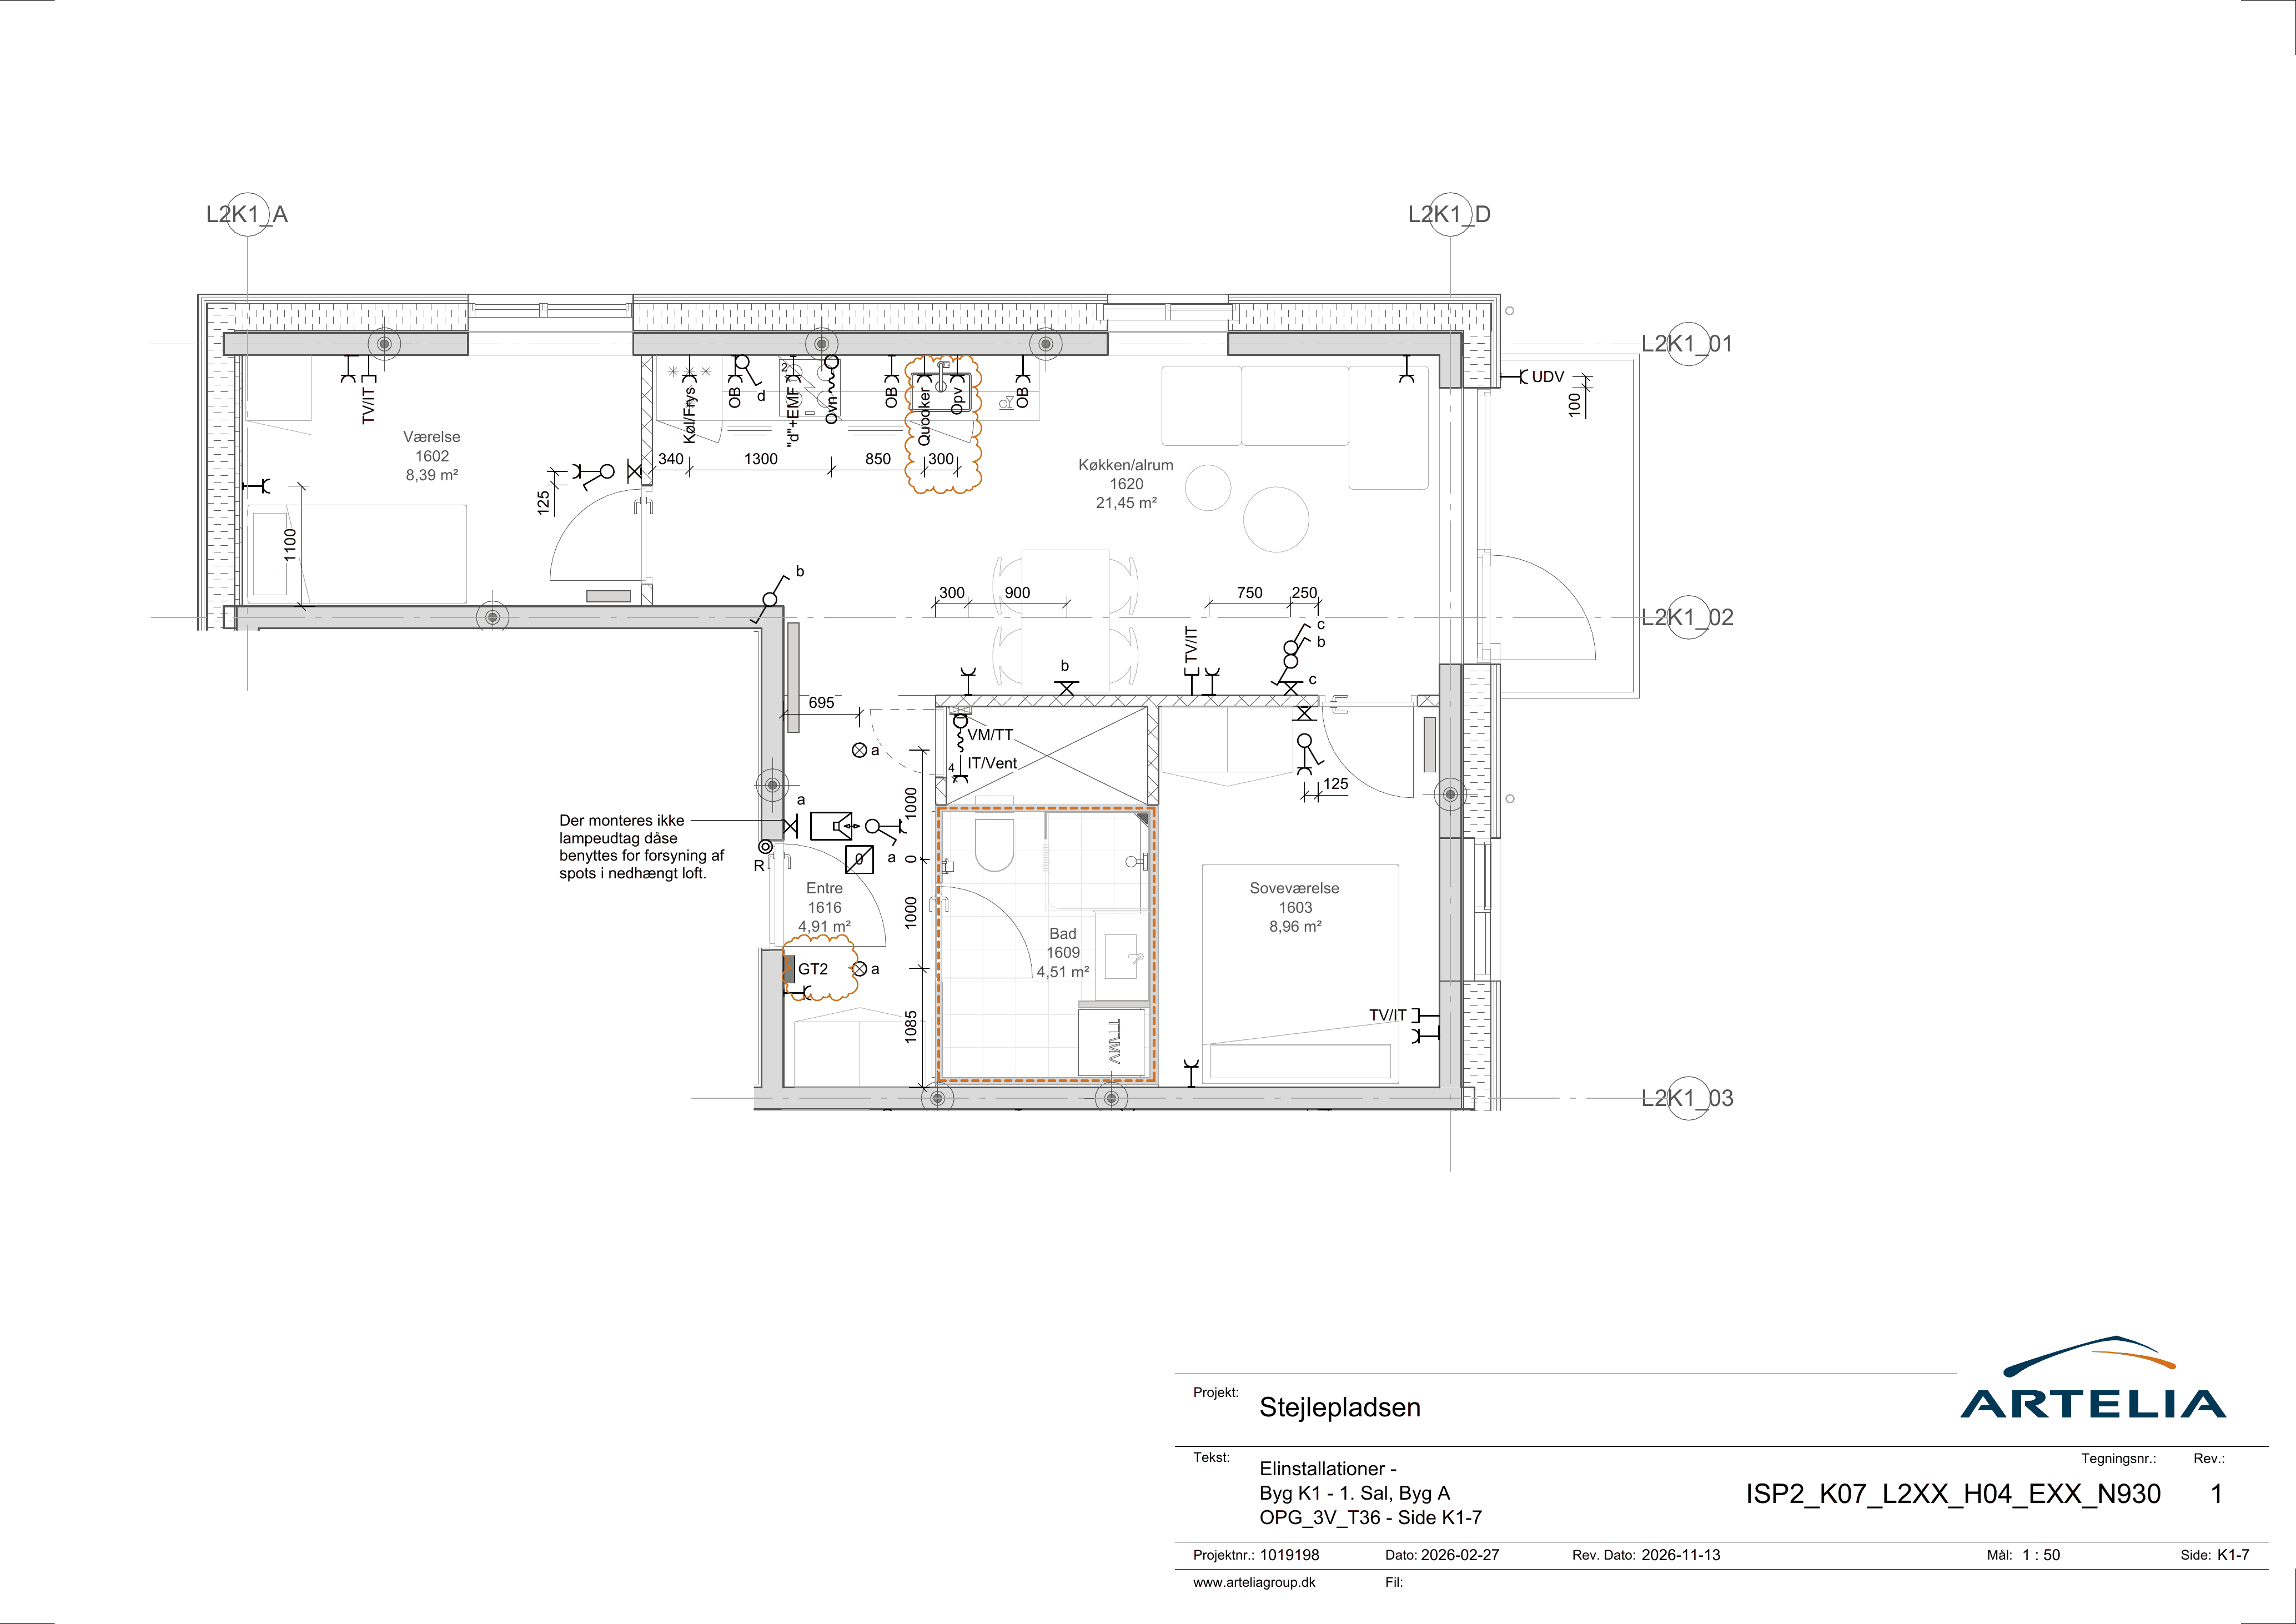 L2K1_A
L2K1_D
L2K1_01
UDV
100
TV/IT
Køl/Frys
OB
d
2
"d"+EMF
Ovn
OB
Quooker
Opv
OB
Værelse
1602
8,39 m²
340
1300
850
300
Køkken/alrum
1620
21,45 m²
125
1100
b
300
900
750
250
L2K1_02
c
b
TV/IT
b
c
695
a
VM/TT
4
IT/Vent
125
1000
a
Der monteres ikke
lampeudtag dåse
benyttes for forsyning af
spots i nedhængt loft.
R
0
a
0
Entre
1616
4,91 m²
1000
Soveværelse
1603
8,96 m²
Bad
1609
4,51 m²
GT2
a
1085
TV/IT
TT/VM
L2K1_03
ARTELIA
Projekt:
Stejlepladsen
Tekst:
Elinstallationer -
Byg K1 - 1. Sal, Byg A
OPG_3V_T36 - Side K1-7
Tegningsnr.: Rev.:
ISP2_K07_L2XX_H04_EXX_N930 1
Projektnr.: 1019198 Dato: 2026-02-27 Rev. Dato: 2026-11-13 Mål: 1 : 50 Side: K1-7
www.arteliagroup.dk Fil: